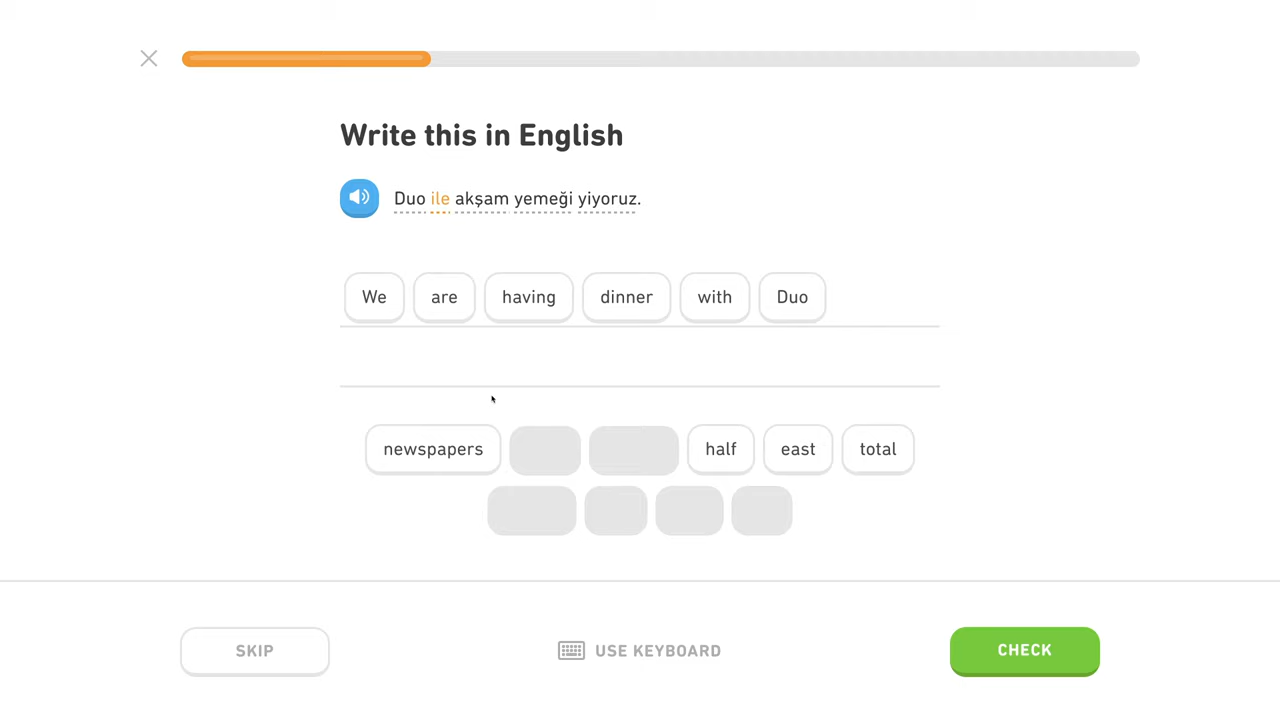 Write this in English
Duo ile akşam yemeği yiyoruz.
We are having dinner with Duo
newspapers half east total
SKIP USE KEYBOARD CHECK